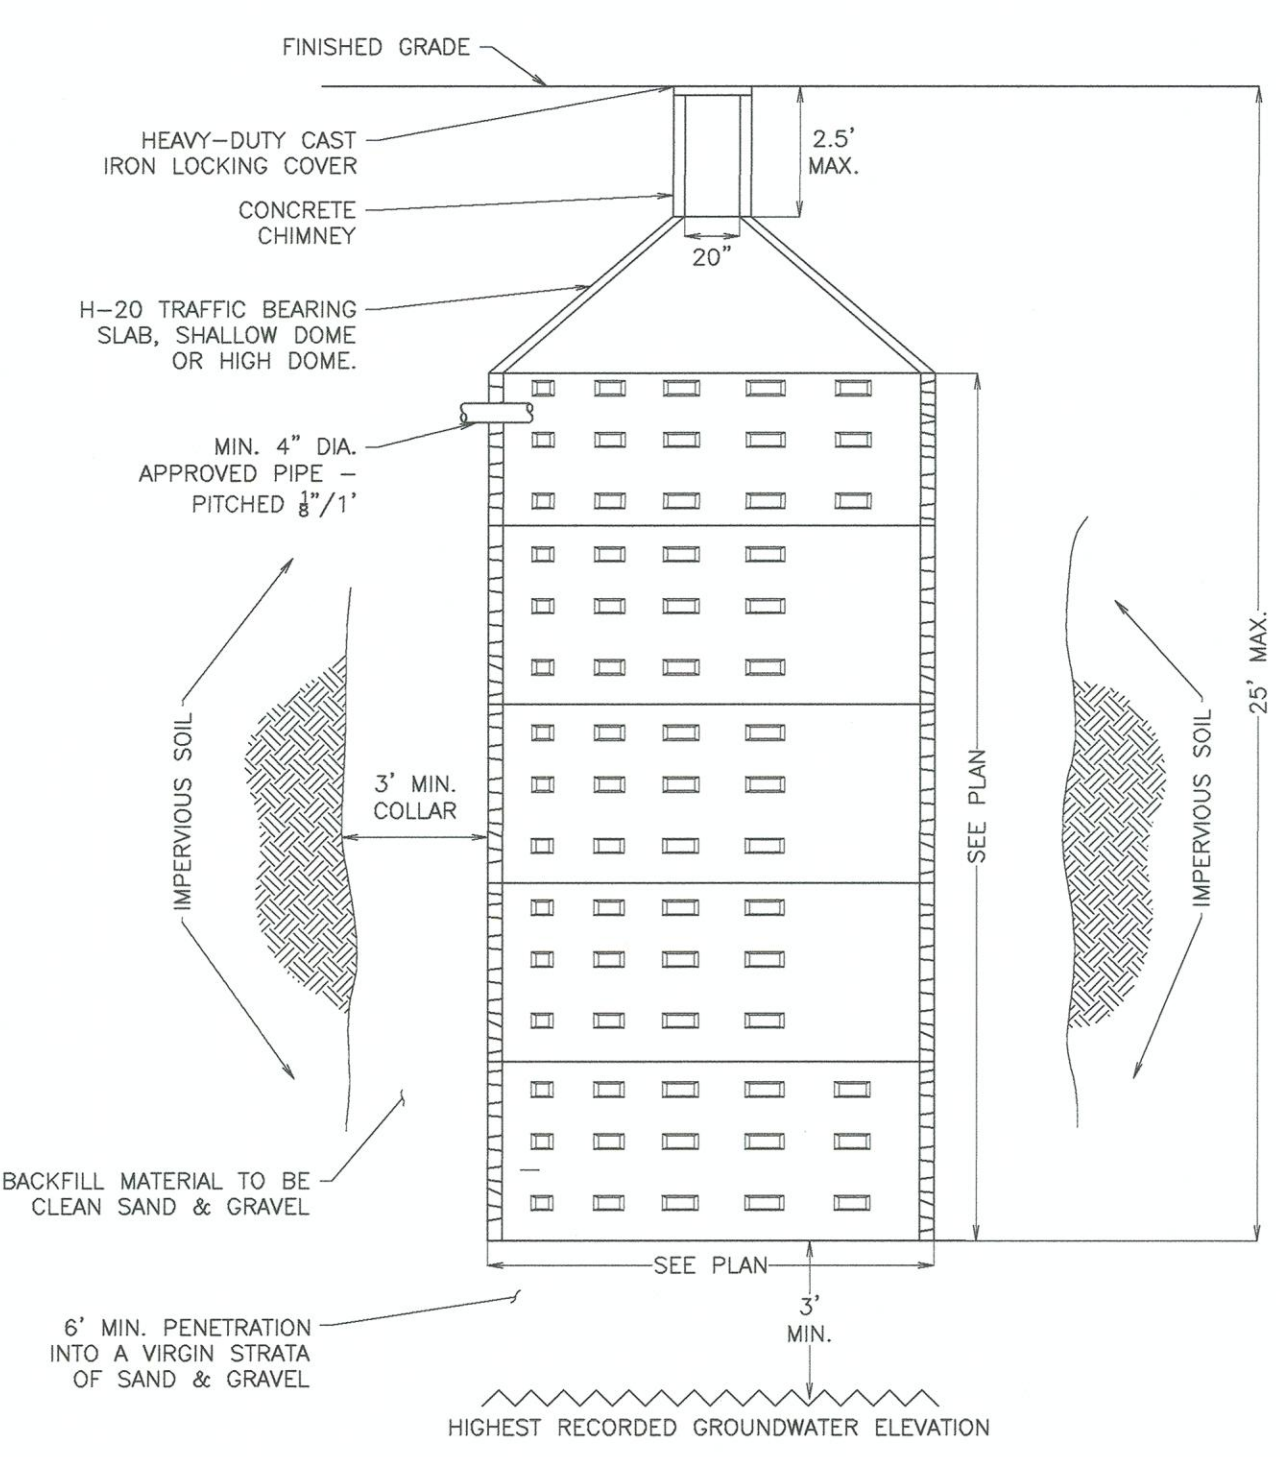 FINISHED GRADE
HEAVY-DUTY CAST
IRON LOCKING COVER
2.5'
MAX.
CONCRETE
CHIMNEY
20"
H-20 TRAFFIC BEARING
SLAB, SHALLOW DOME
OR HIGH DOME.
MIN. 4" DIA.
APPROVED PIPE -
PITCHED 1/8"/1'
25' MAX.
IMPERVIOUS SOIL
3' MIN.
COLLAR
SEE PLAN
IMPERVIOUS SOIL
BACKFILL MATERIAL TO BE
CLEAN SAND & GRAVEL
SEE PLAN
3'
MIN.
6' MIN. PENETRATION
INTO A VIRGIN STRATA
OF SAND & GRAVEL
HIGHEST RECORDED GROUNDWATER ELEVATION